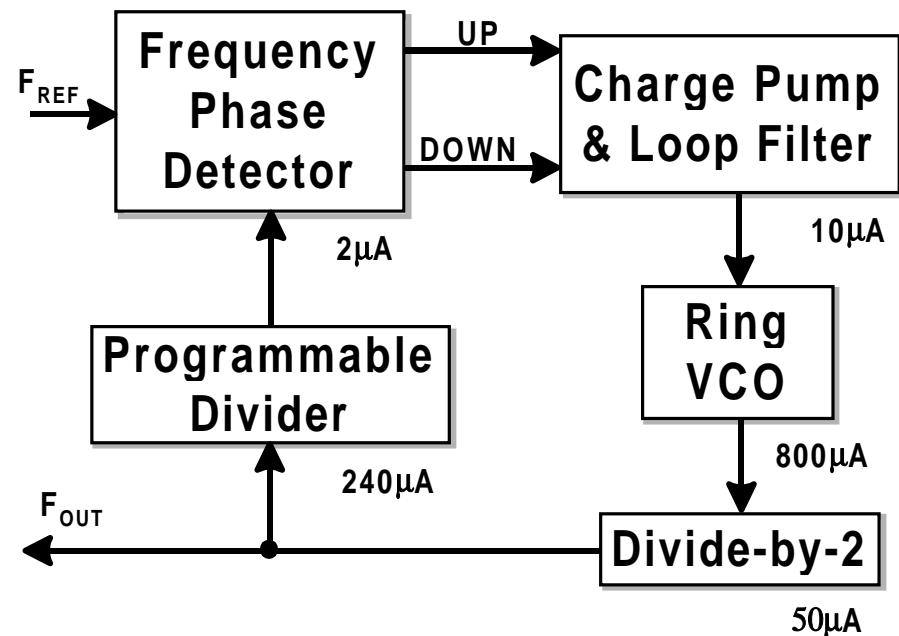 Frequency
Phase
Detector
UP
DOWN
Charge Pump
& Loop Filter
F_REF
2μA
10μA
Programmable
Divider
Ring
VCO
240μA
800μA
F_OUT
Divide-by-2
50μA